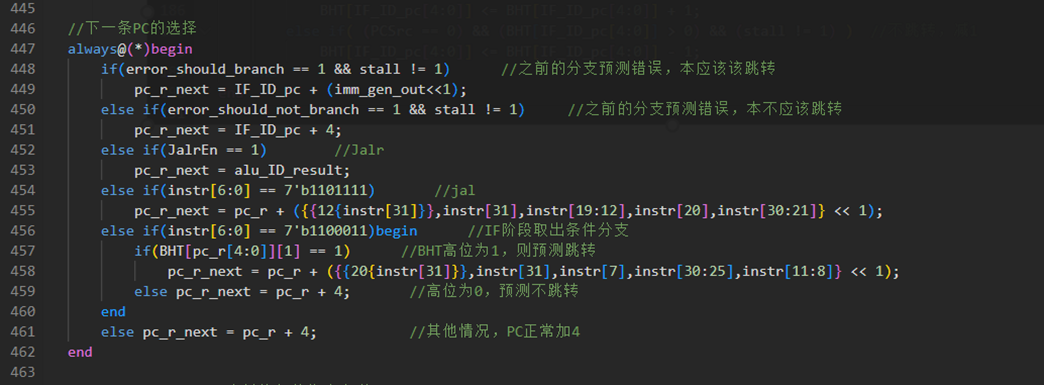 445
446 //下一条PC的选择
447 always@(*)begin
448 if(error_should_branch == 1 && stall != 1) //之前的分支预测错误，本应该该跳转
449 pc_r_next = IF_ID_pc + (imm_gen_out<<1);
450 else if(error_should_not_branch == 1 && stall != 1) //之前的分支预测错误，本不应该跳转
451 pc_r_next = IF_ID_pc + 4;
452 else if(JalrEn == 1) //Jalr
453 pc_r_next = alu_ID_result;
454 else if(instr[6:0] == 7'b1101111) //jal
455 pc_r_next = pc_r + ({{12{instr[31]}},instr[31],instr[19:12],instr[20],instr[30:21]} << 1);
456 else if(instr[6:0] == 7'b1100011)begin //IF阶段取出条件分支
457 if(BHT[pc_r[4:0]][1] == 1) //BHT高位为1，则预测跳转
458 pc_r_next = pc_r + ({{20{instr[31]}},instr[31],instr[7],instr[30:25],instr[11:8]} << 1);
459 else pc_r_next = pc_r + 4; //高位为0，预测不跳转
460 end
461 else pc_r_next = pc_r + 4; //其他情况，PC正常加4
462 end
463